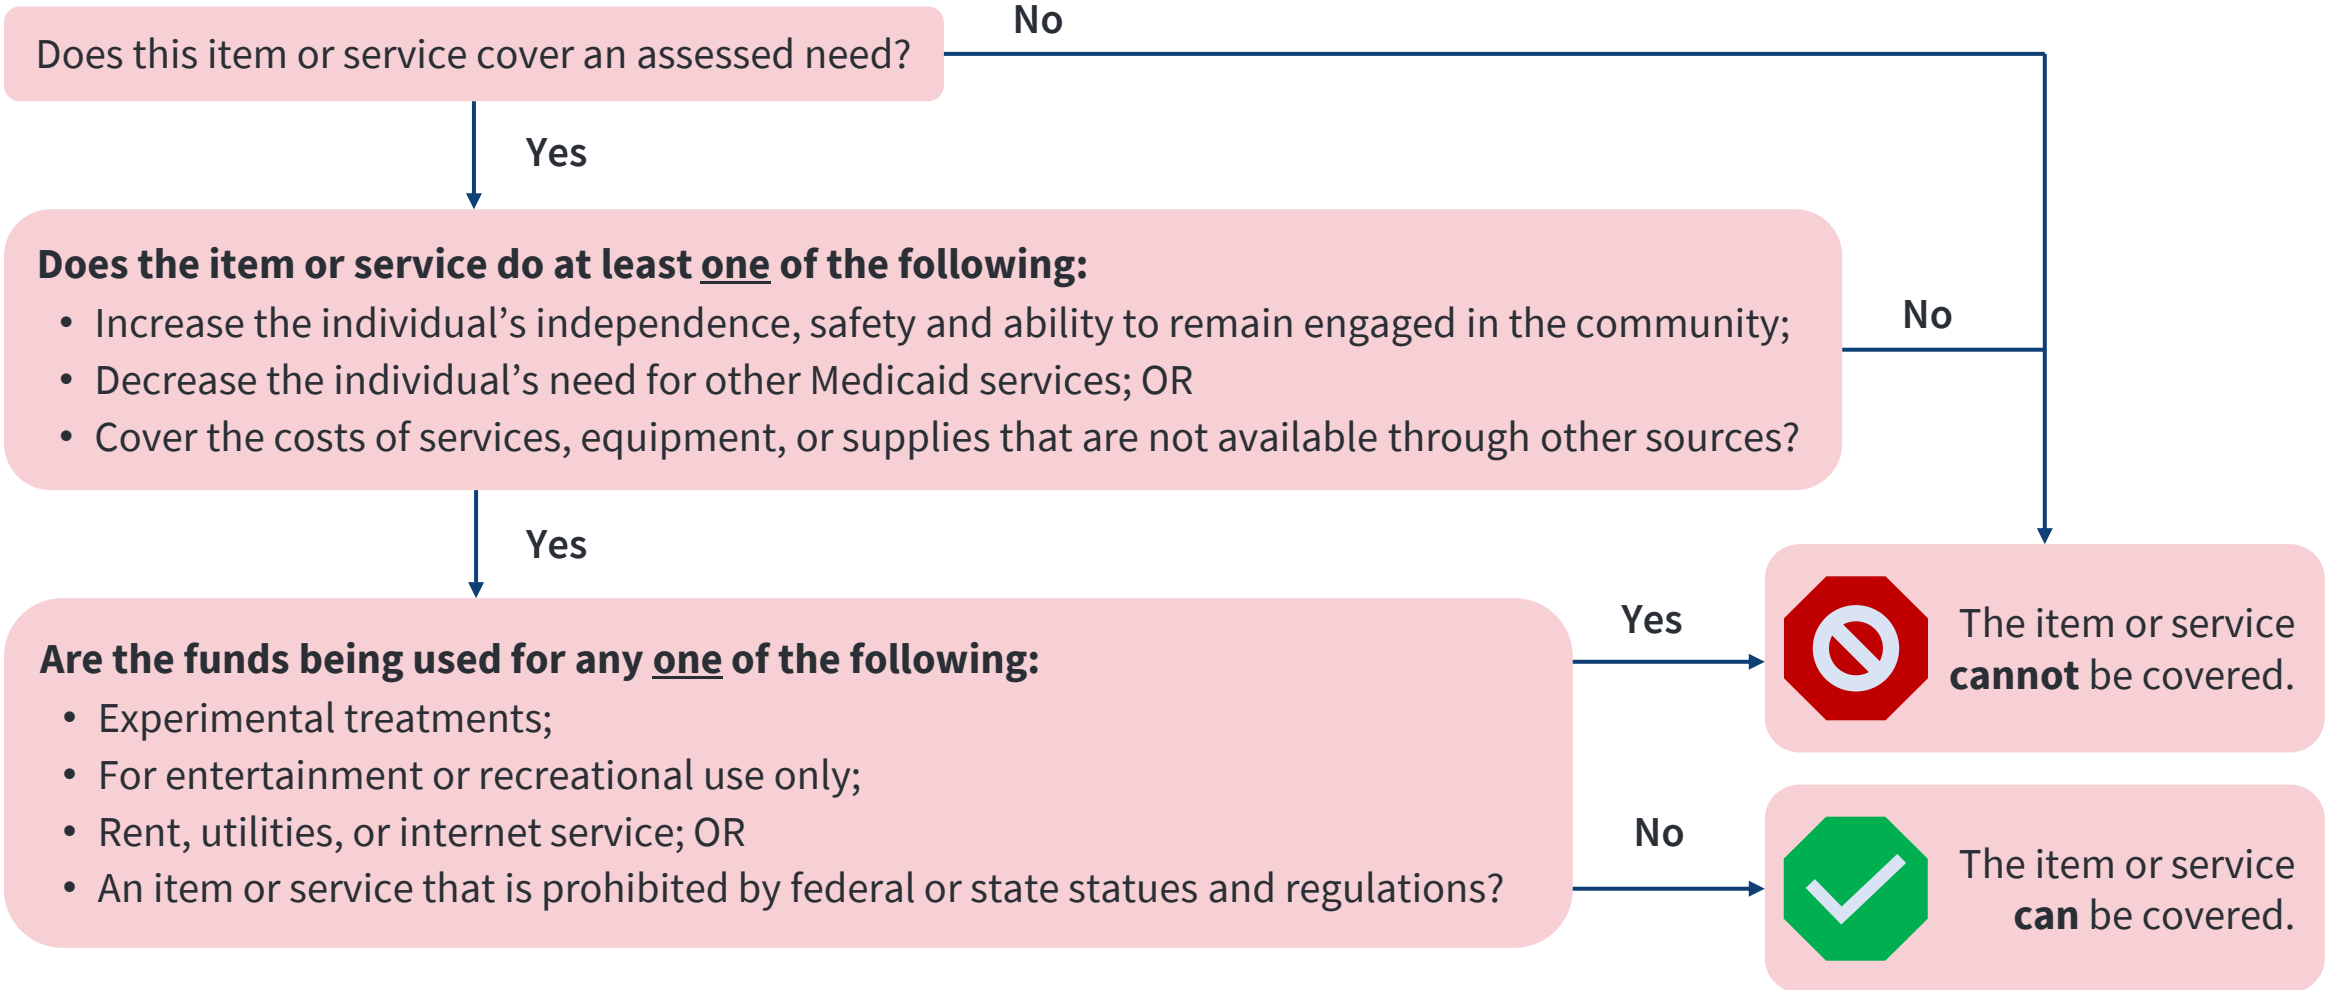 No
Does this item or service cover an assessed need?
Yes
Does the item or service do at least one of the following:
• Increase the individual’s independence, safety and ability to remain engaged in the community;
• Decrease the individual’s need for other Medicaid services; OR
• Cover the costs of services, equipment, or supplies that are not available through other sources?
No
Yes
Are the funds being used for any one of the following:
• Experimental treatments;
• For entertainment or recreational use only;
• Rent, utilities, or internet service; OR
• An item or service that is prohibited by federal or state statues and regulations?
Yes
The item or service
cannot be covered.
No
The item or service
can be covered.